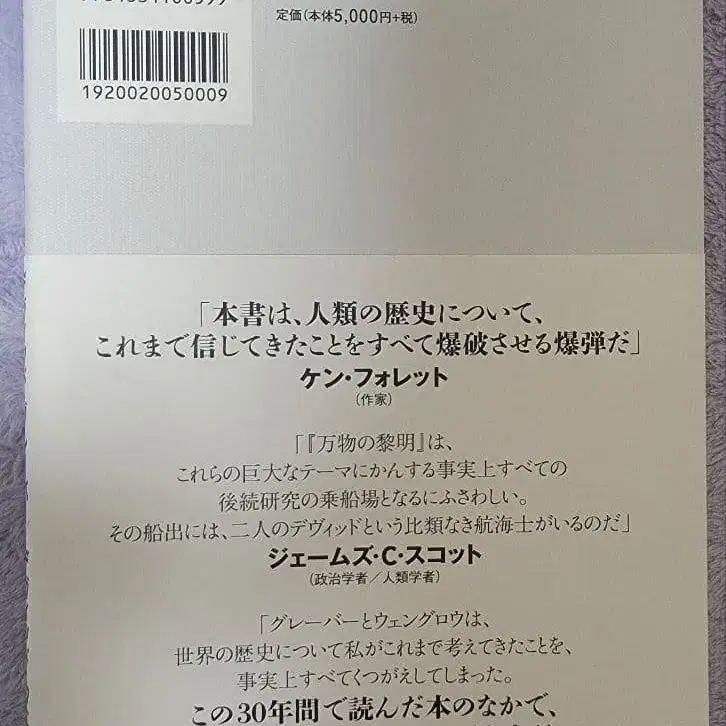 定価(本体5,000円+税)
1920020050009
「本書は、人類の歴史について、
これまで信じてきたことをすべて爆破させる爆弾だ」
ケン・フォレット
(作家)
「『万物の黎明』は、
これらの巨大なテーマにかんする事実上すべての
後続研究の乗船場となるにふさわしい。
その船出には、二人のデヴィッドという比類なき航海士がいるのだ」
ジェームズ・C・スコット
(政治学者/人類学者)
「グレーバーとウェングロウは、
世界の歴史について私がこれまで考えてきたことを、
事実上すべてくつがえしてしまった。
この30年間で読んだ本のなかで、